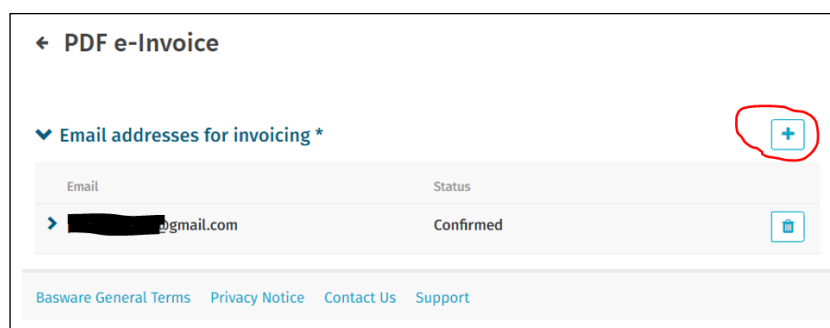 PDF e-Invoice
Email addresses for invoicing *
Email Status
@gmail.com Confirmed
Basware General Terms Privacy Notice Contact Us Support